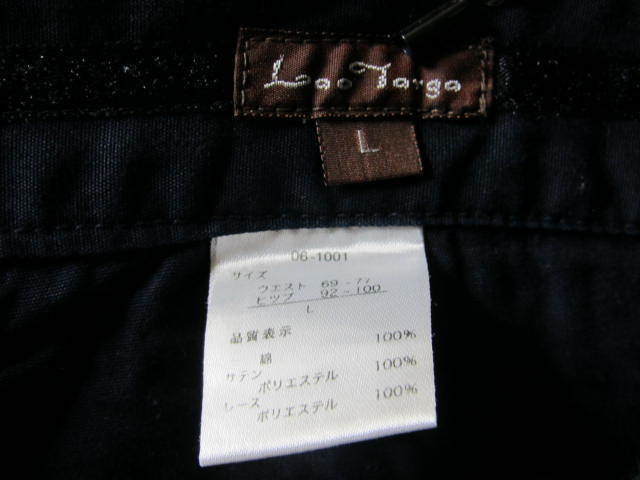 Lao Tanga
L
06-1001
サイズ
ウエスト 69-77
ヒップ 92-100
L
品質表示
綿 100%
サテン
ポリエステル 100%
レース
ポリエステル 100%